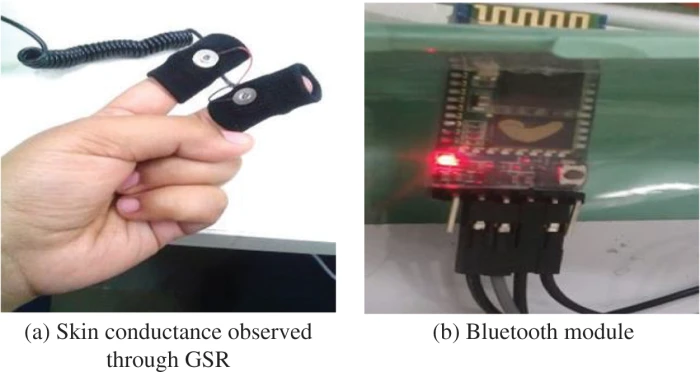 (a) Skin conductance observed
through GSR
(b) Bluetooth module